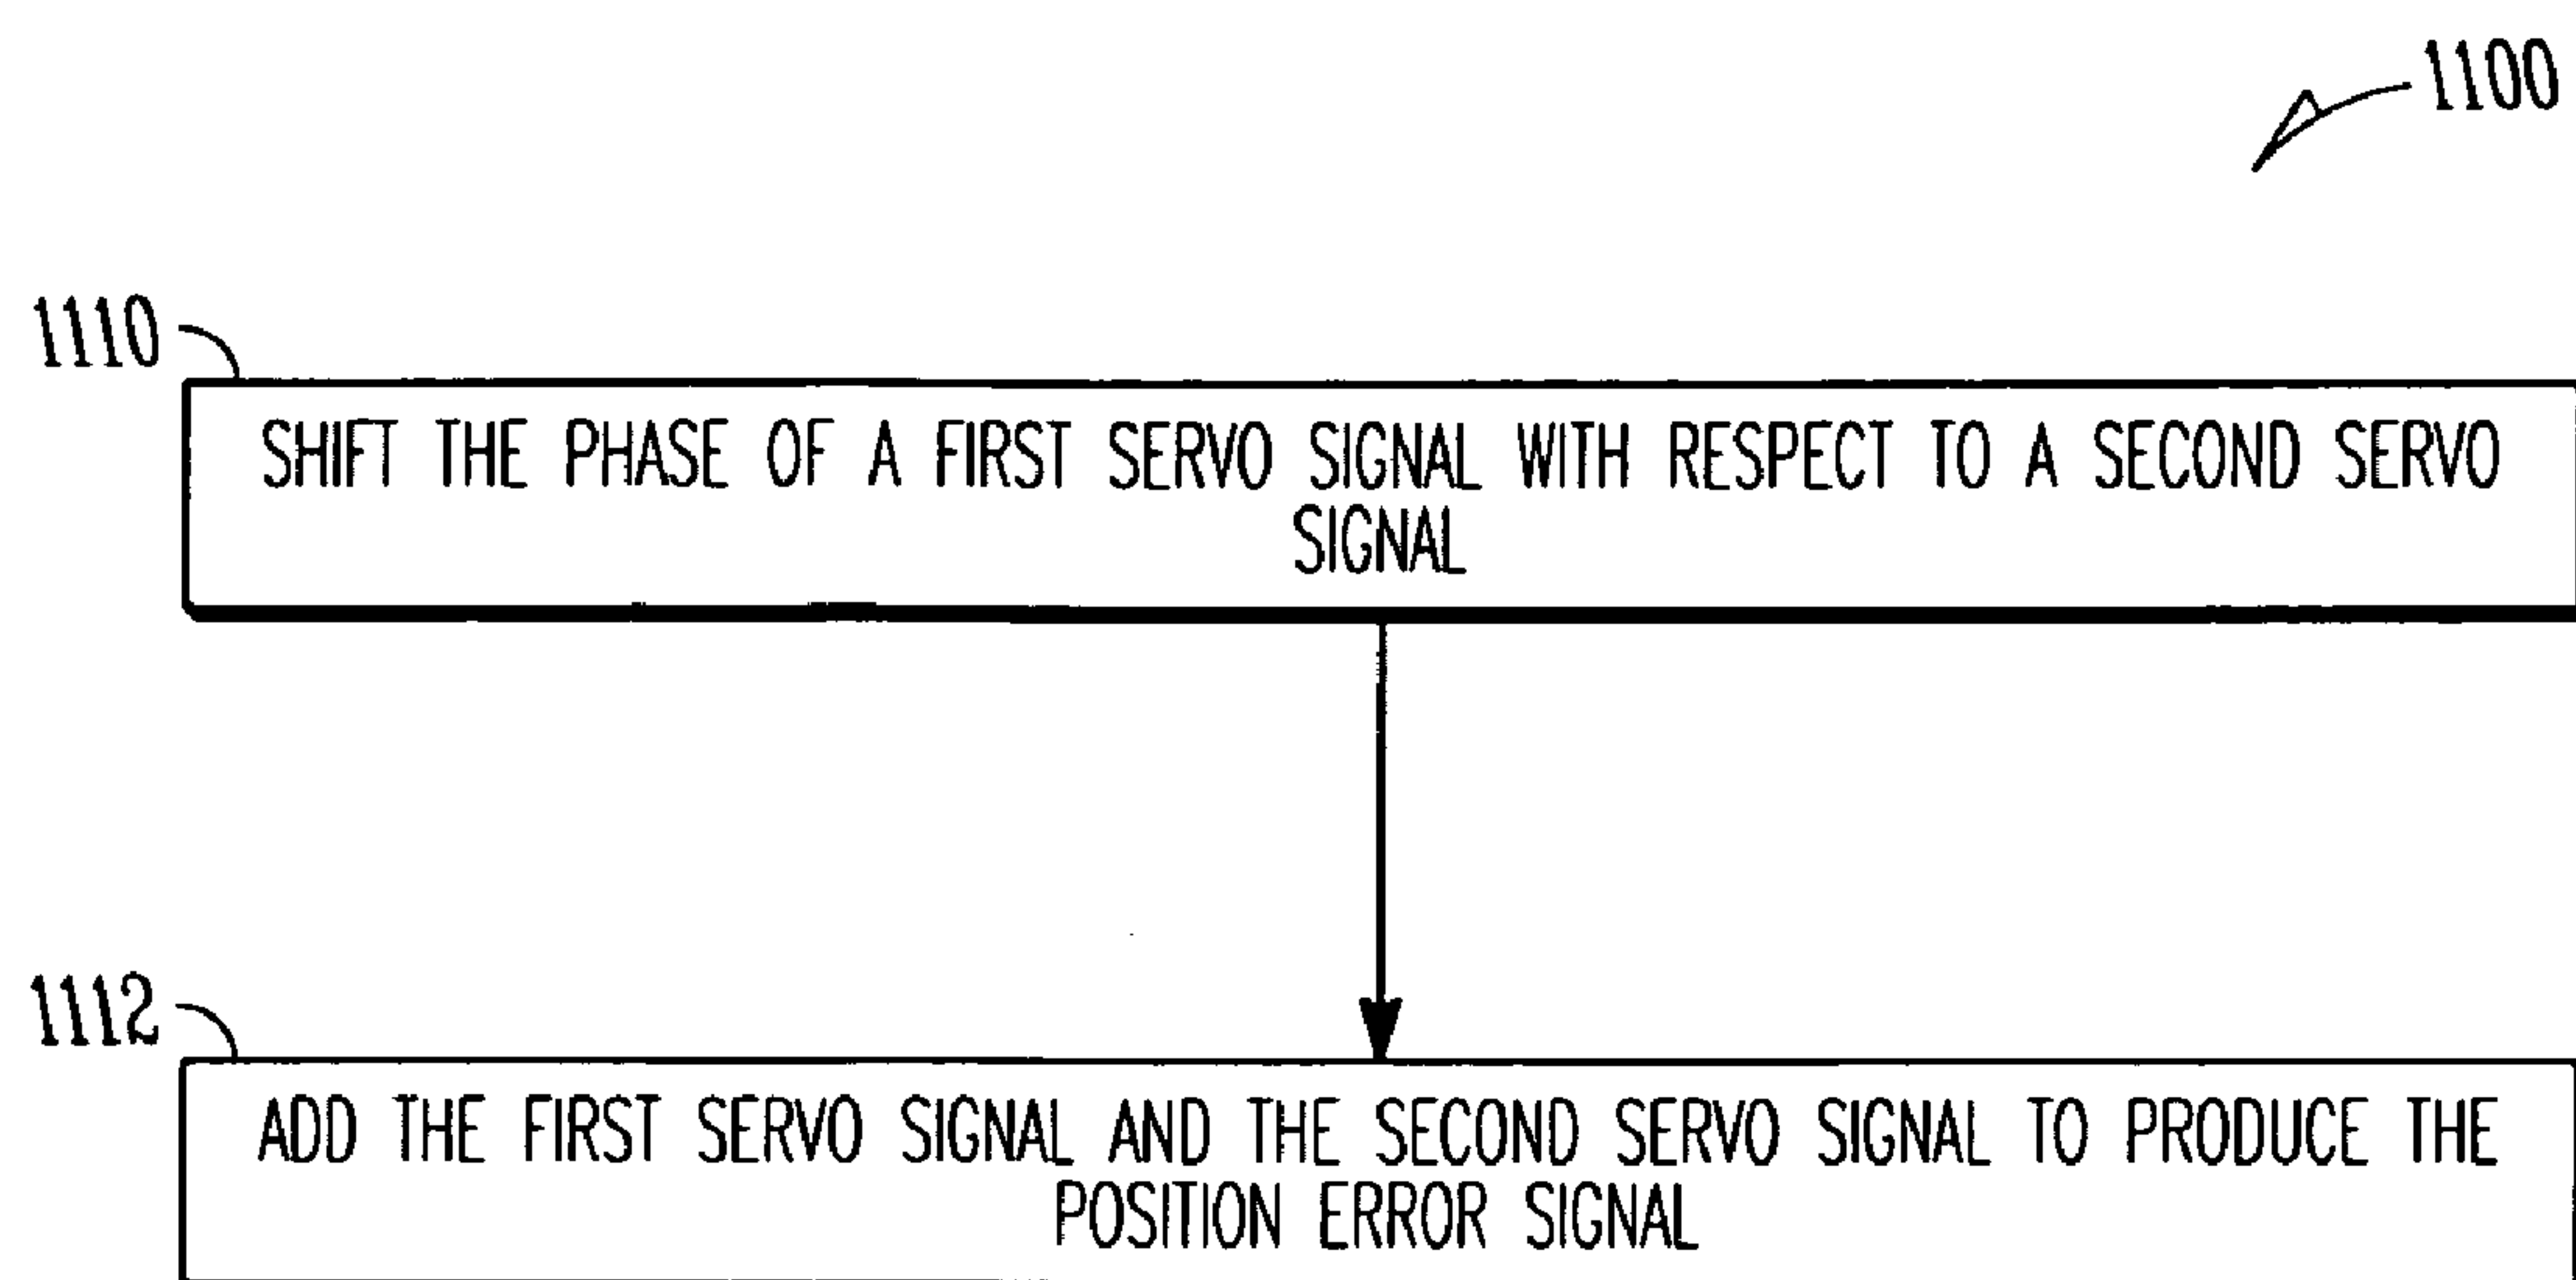 1100
1110
SHIFT THE PHASE OF A FIRST SERVO SIGNAL WITH RESPECT TO A SECOND SERVO
SIGNAL
1112
ADD THE FIRST SERVO SIGNAL AND THE SECOND SERVO SIGNAL TO PRODUCE THE
POSITION ERROR SIGNAL